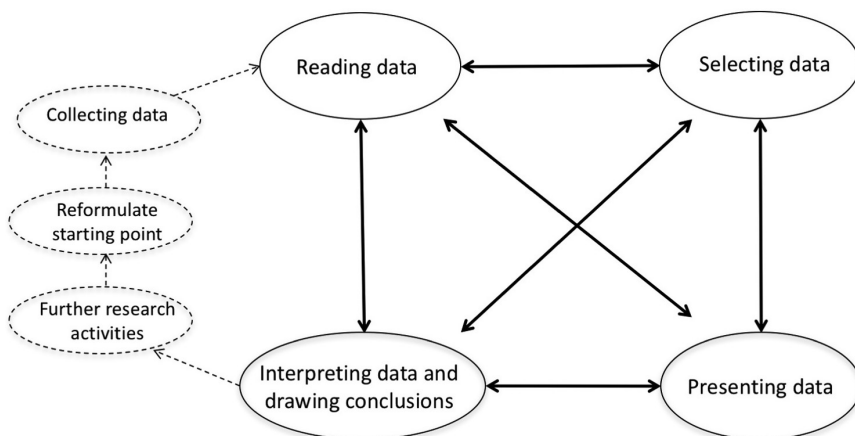 Reading data
Selecting data
Collecting data
Reformulate
starting point
Further research
activities
Interpreting data and
drawing conclusions
Presenting data